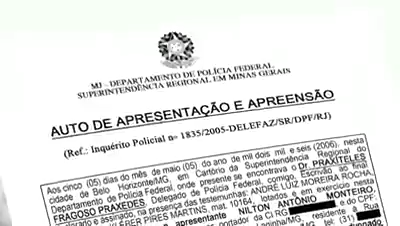 MJ - DEPARTAMENTO DE POLÍCIA FEDERAL
SUPERINTENDÊNCIA REGIONAL EM MINAS GERAIS
AUTO DE APRESENTAÇÃO E APREENSÃO
(Ref.: Inquérito Policial nº 1835/2005-DELEFAZ/SR/DPF/RJ)
Aos cinco (05) dias do mês de maio (05) do ano de dois mil e seis (2006), nesta
cidade de Belo Horizonte/MG, em Cartório da Superintendência Regional do
Departamento de Polícia Federal, onde presente se encontrava o Dr PRAXÍTELES
FRAGOSO PRAXEDES, Delegado de Polícia Federal, comigo, Escrivão ao final
e assinado, na presença das testemunhas: ANDRÉ LUIZ MOREIRA ROCHA,
PIRES MARTINS, mat. 10164, lotados e em exercício
apresentante NILTON ANTÔNIO MONTEIRO,
portador da CI.RG e do CPF.
residente à Rua
tel: (31)